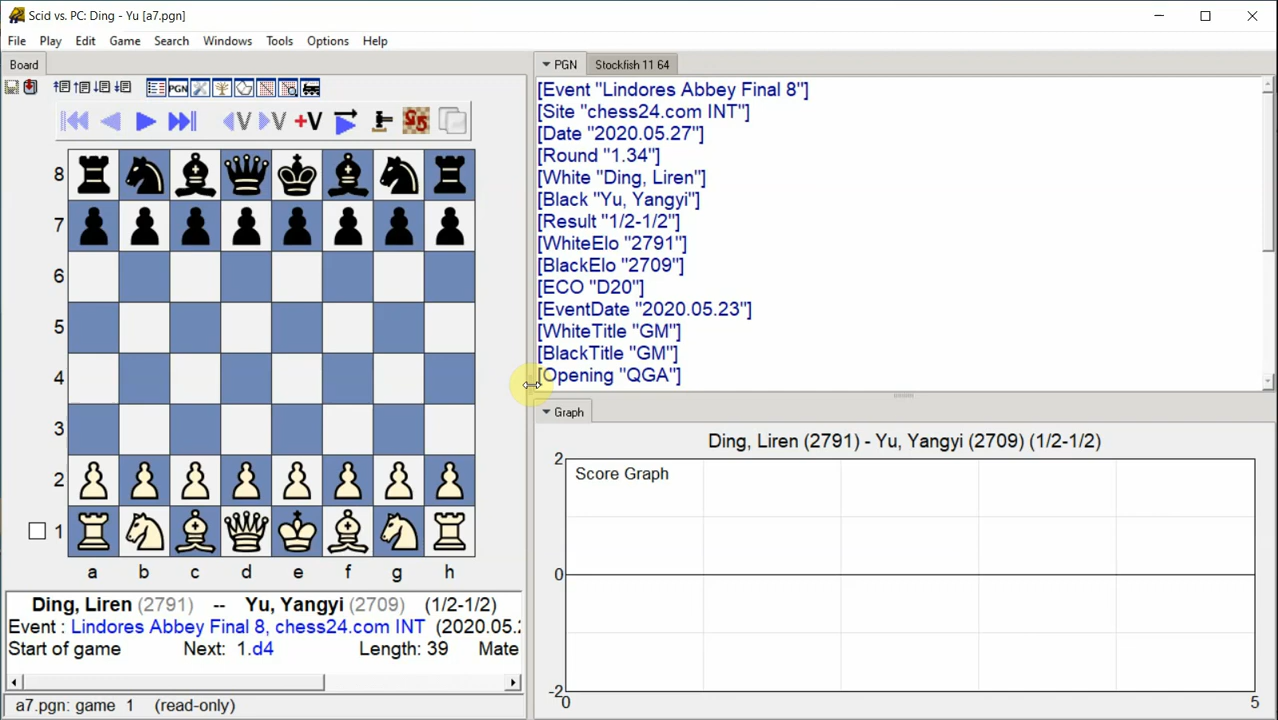 Scid vs. PC: Ding - Yu [a7.pgn]
File Play Edit Game Search Windows Tools Options Help
Board
PGN
V V +V
8
7
6
5
4
3
2
1
a b c d e f g h
Ding, Liren (2791) -- Yu, Yangyi (2709) (1/2-1/2)
Event : Lindores Abbey Final 8, chess24.com INT (2020.05.2
Start of game Next: 1.d4 Length: 39 Mate
a7.pgn: game 1 (read-only)
PGN Stockfish 11 64
[Event "Lindores Abbey Final 8"]
[Site "chess24.com INT"]
[Date "2020.05.27"]
[Round "1.34"]
[White "Ding, Liren"]
[Black "Yu, Yangyi"]
[Result "1/2-1/2"]
[WhiteElo "2791"]
[BlackElo "2709"]
[ECO "D20"]
[EventDate "2020.05.23"]
[WhiteTitle "GM"]
[BlackTitle "GM"]
[Opening "QGA"]
Graph
Ding, Liren (2791) - Yu, Yangyi (2709) (1/2-1/2)
2
Score Graph
0
-2
0 5